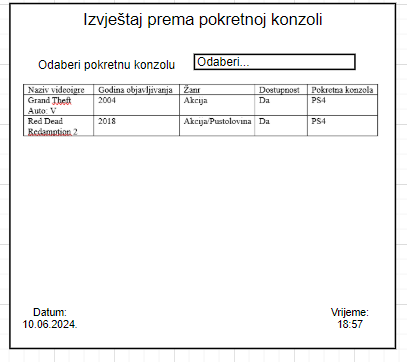 Izvještaj prema pokretnoj konzoli
Odaberi pokretnu konzolu Odaberi...
Naziv videoigre Godina objavljivanja Žanr Dostupnost Pokretna konzola
Grand Theft Auto: V 2004 Akcija Da PS4
Red Dead Redamption 2 2018 Akcija/Pustolovina Da PS4
Datum: Vrijeme:
10.06.2024. 18:57